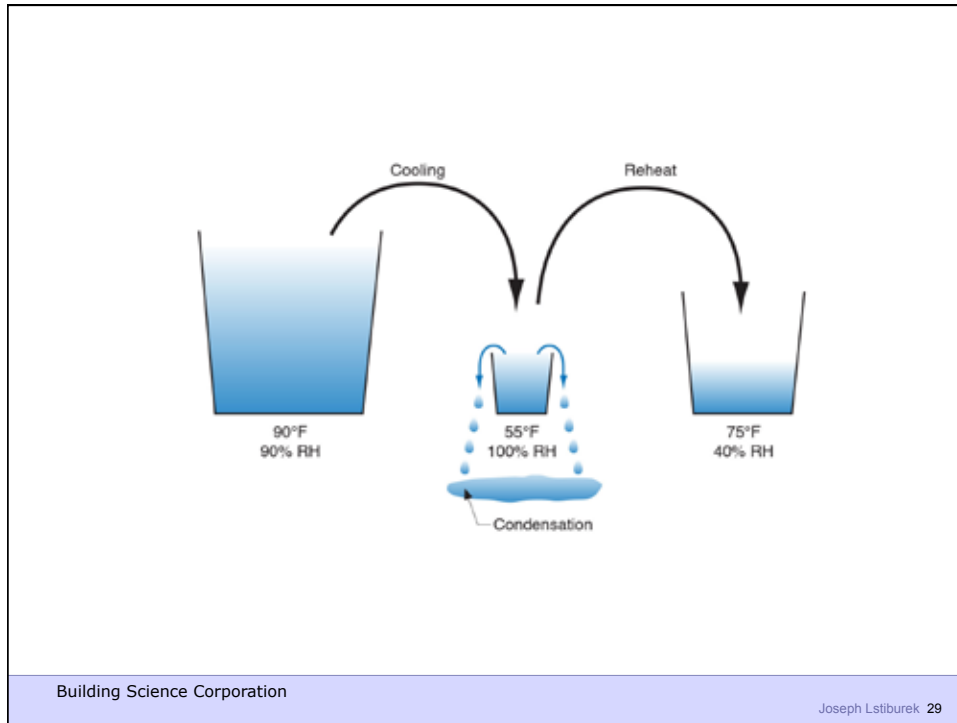 Cooling
Reheat
90°F
90% RH
55°F
100% RH
75°F
40% RH
Condensation
Building Science Corporation
Joseph Lstiburek 29